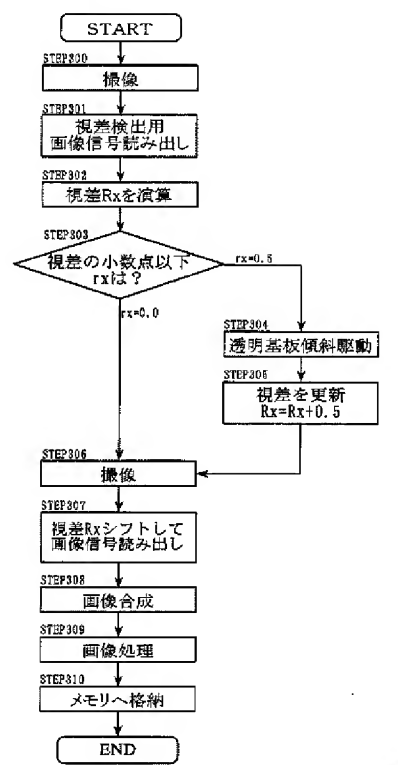 START
STEP300
撮像
STEP301
視差検出用
画像信号読み出し
STEP302
視差Rxを演算
STEP303
視差の小数点以下
rxは？
rx=0.5
rx=0.0
STEP304
透明基板傾斜駆動
STEP305
視差を更新
Rx=Rx+0.5
STEP306
撮像
STEP307
視差Rxシフトして
画像信号読み出し
STEP308
画像合成
STEP309
画像処理
STEP310
メモリへ格納
END